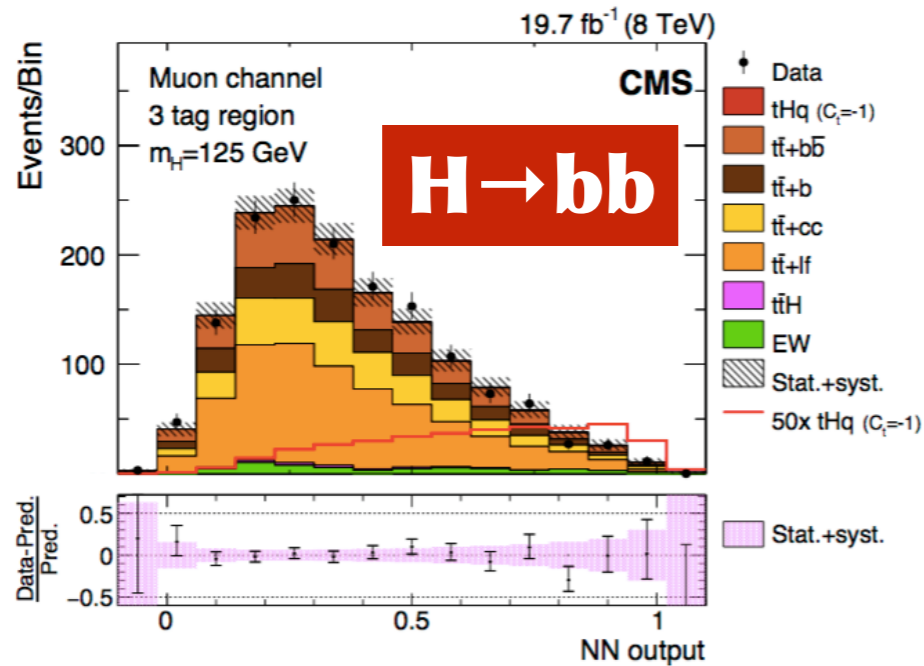 19.7 fb⁻¹ (8 TeV)
Events/Bin
Muon channel
3 tag region
m_H=125 GeV
CMS
H→bb
300
200
100
Data
tHq (C_t=-1)
tt̄+bb̄
tt̄+b
tt̄+cc
tt̄+lf
tt̄H
EW
Stat.+syst.
50x tHq (C_t=-1)
Data-Pred.
Pred.
0.5
0
−0.5
Stat.+syst.
0 0.5 1
NN output